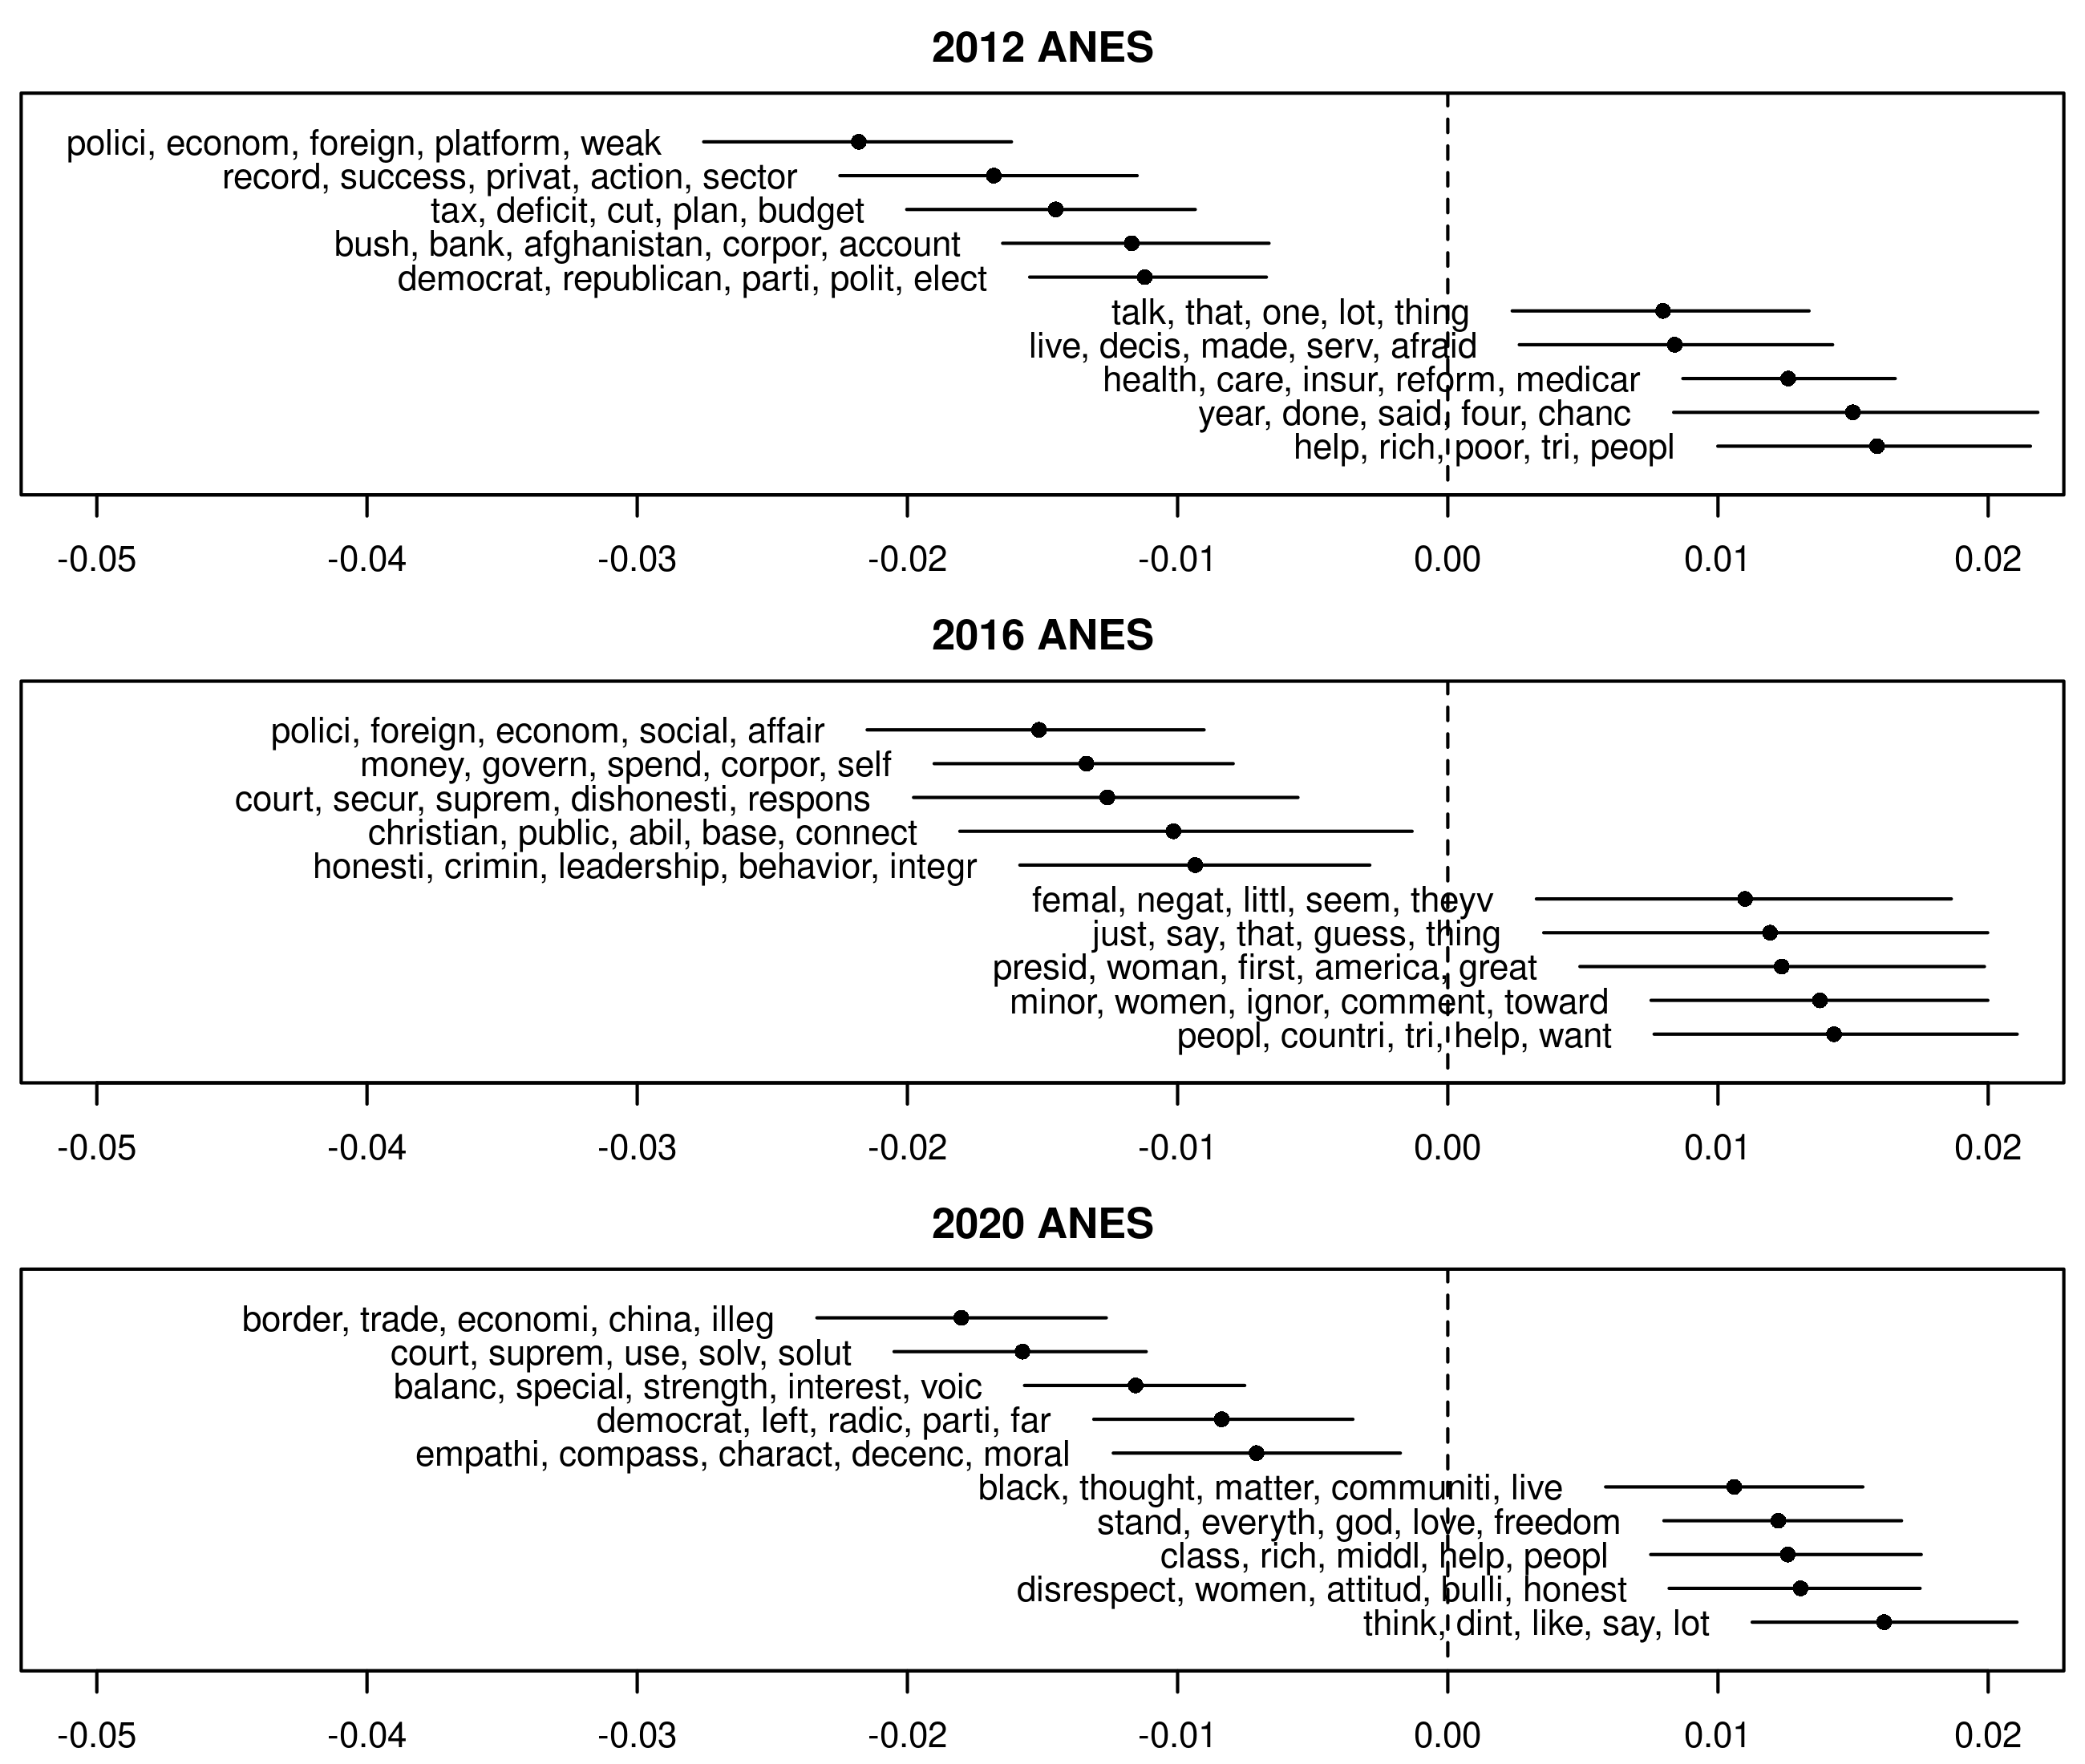 2012 ANES
polici, econom, foreign, platform, weak
record, success, privat, action, sector
tax, deficit, cut, plan, budget
bush, bank, afghanistan, corpor, account
democrat, republican, parti, polit, elect
talk, that, one, lot, thing
live, decis, made, serv, afraid
health, care, insur, reform, medicar
year, done, said, four, chanc
help, rich, poor, tri, peopl
-0.05 -0.04 -0.03 -0.02 -0.01 0.00 0.01 0.02
2016 ANES
polici, foreign, econom, social, affair
money, govern, spend, corpor, self
court, secur, suprem, dishonesti, respons
christian, public, abil, base, connect
honesti, crimin, leadership, behavior, integr
femal, negat, littl, seem, theyv
just, say, that, guess, thing
presid, woman, first, america, great
minor, women, ignor, comment, toward
peopl, countri, tri, help, want
-0.05 -0.04 -0.03 -0.02 -0.01 0.00 0.01 0.02
2020 ANES
border, trade, economi, china, illeg
court, suprem, use, solv, solut
balanc, special, strength, interest, voic
democrat, left, radic, parti, far
empathi, compass, charact, decenc, moral
black, thought, matter, communiti, live
stand, everyth, god, love, freedom
class, rich, middl, help, peopl
disrespect, women, attitud, bulli, honest
think, dint, like, say, lot
-0.05 -0.04 -0.03 -0.02 -0.01 0.00 0.01 0.02